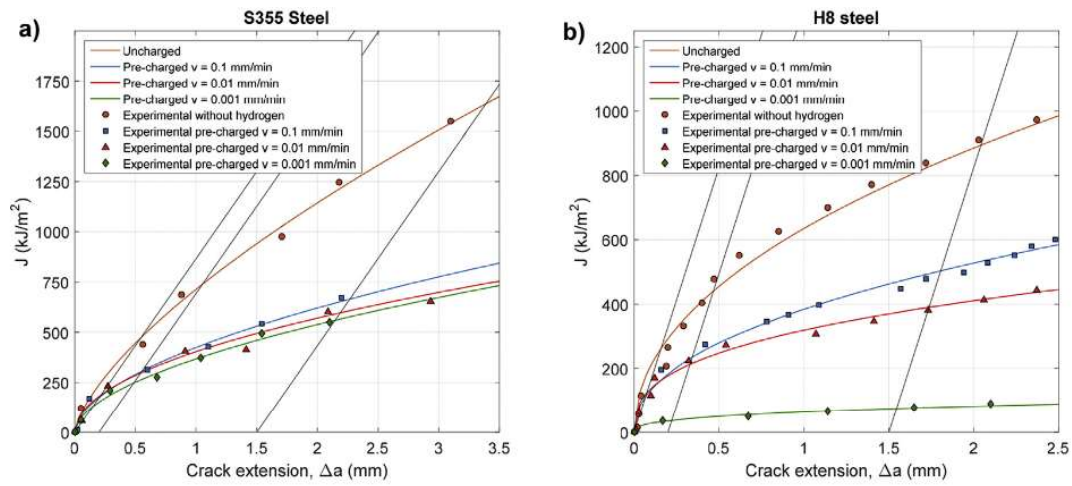 S355 Steel
a)
Uncharged
Pre-charged v = 0.1 mm/min
Pre-charged v = 0.01 mm/min
Pre-charged v = 0.001 mm/min
Experimental without hydrogen
Experimental pre-charged v = 0.1 mm/min
Experimental pre-charged v = 0.01 mm/min
Experimental pre-charged v = 0.001 mm/min
1750
1500
1250
1000
750
500
250
0
J (kJ/m²)
0 0.5 1 1.5 2 2.5 3 3.5
Crack extension, Δa (mm)
H8 steel
b)
Uncharged
Pre-charged v = 0.1 mm/min
Pre-charged v = 0.01 mm/min
Pre-charged v = 0.001 mm/min
Experimental without hydrogen
Experimental pre-charged v = 0.1 mm/min
Experimental pre-charged v = 0.01 mm/min
Experimental pre-charged v = 0.001 mm/min
1200
1000
800
600
400
200
0
J (kJ/m²)
0 0.5 1 1.5 2 2.5
Crack extension, Δa (mm)